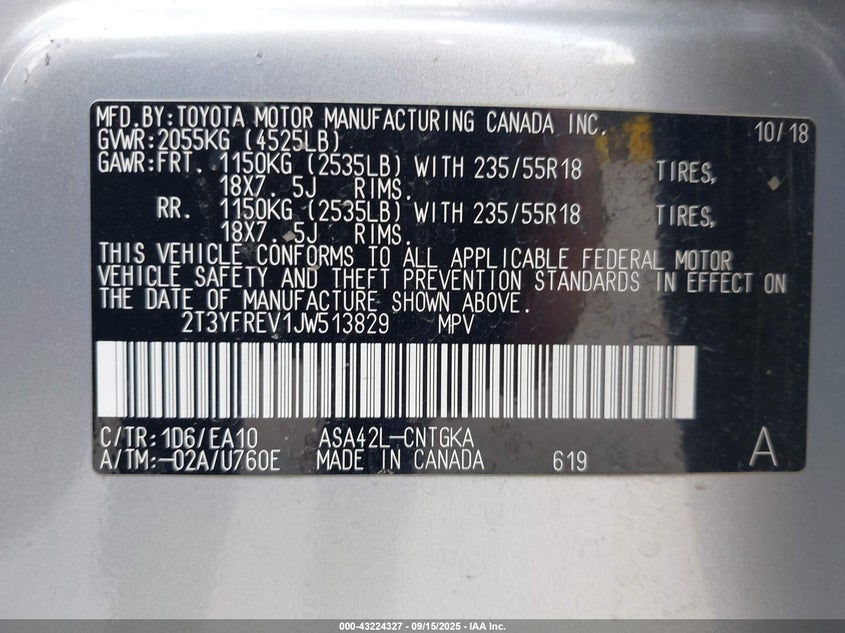 MFD.BY:TOYOTA MOTOR MANUFACTURING CANADA INC. 10/18
GVWR:2055KG (4525LB)
GAWR:FRT. 1150KG (2535LB) WITH 235/55R18 TIRES,
18X7. 5J RIMS.
RR. 1150KG (2535LB) WITH 235/55R18 TIRES,
18X7. 5J RIMS.
THIS VEHICLE CONFORMS TO ALL APPLICABLE FEDERAL MOTOR
VEHICLE SAFETY AND THEFT PREVENTION STANDARDS IN EFFECT ON
THE DATE OF MANUFACTURE SHOWN ABOVE.
2T3YFREV1JW513829 MPV
C/TR:1D6/EA10 ASA42L-CNTGKA
A/TM:-02A/U760E MADE IN CANADA 619 A
000-43224327 - 09/15/2025 - IAA Inc.